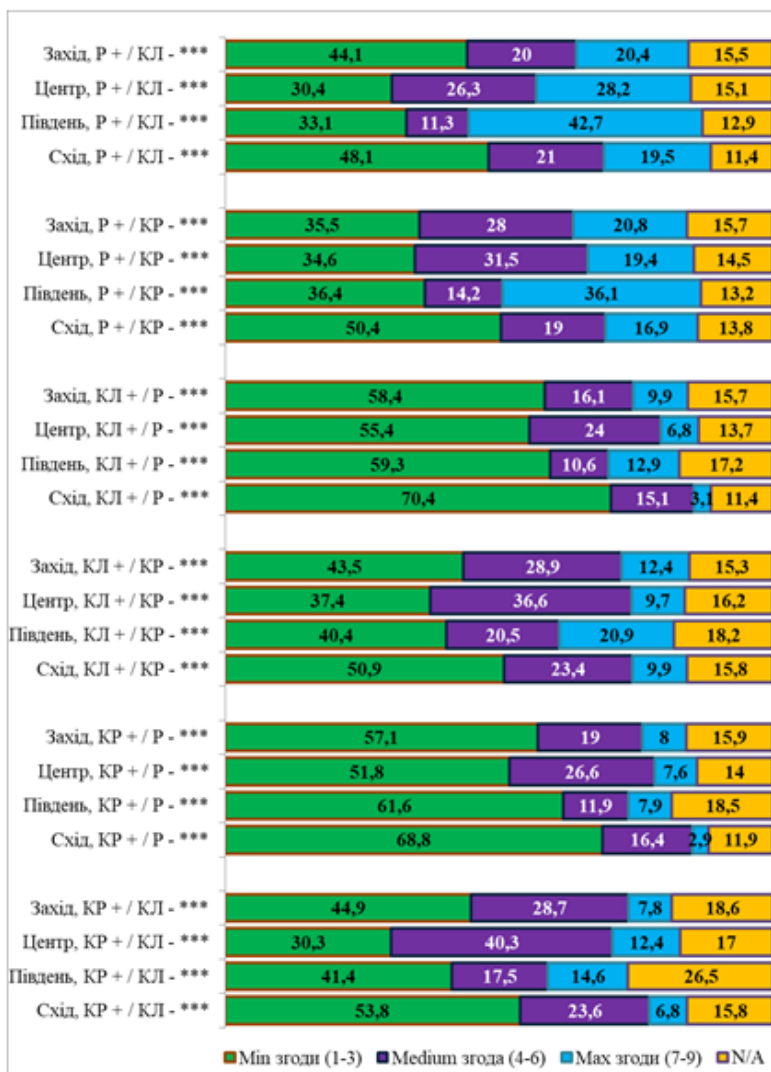 Захід, Р + / КЛ - *** 44,1 20 20,4 15,5
Центр, Р + / КЛ - *** 30,4 26,3 28,2 15,1
Південь, Р + / КЛ - *** 33,1 11,3 42,7 12,9
Схід, Р + / КЛ - *** 48,1 21 19,5 11,4
Захід, Р + / КР - *** 35,5 28 20,8 15,7
Центр, Р + / КР - *** 34,6 31,5 19,4 14,5
Південь, Р + / КР - *** 36,4 14,2 36,1 13,2
Схід, Р + / КР - *** 50,4 19 16,9 13,8
Захід, КЛ + / Р - *** 58,4 16,1 9,9 15,7
Центр, КЛ + / Р - *** 55,4 24 6,8 13,7
Південь, КЛ + / Р - *** 59,3 10,6 12,9 17,2
Схід, КЛ + / Р - *** 70,4 15,1 3,1 11,4
Захід, КЛ + / КР - *** 43,5 28,9 12,4 15,3
Центр, КЛ + / КР - *** 37,4 36,6 9,7 16,2
Південь, КЛ + / КР - *** 40,4 20,5 20,9 18,2
Схід, КЛ + / КР - *** 50,9 23,4 9,9 15,8
Захід, КР + / Р - *** 57,1 19 8 15,9
Центр, КР + / Р - *** 51,8 26,6 7,6 14
Південь, КР + / Р - *** 61,6 11,9 7,9 18,5
Схід, КР + / Р - *** 68,8 16,4 2,9 11,9
Захід, КР + / КЛ - *** 44,9 28,7 7,8 18,6
Центр, КР + / КЛ - *** 30,3 40,3 12,4 17
Південь, КР + / КЛ - *** 41,4 17,5 14,6 26,5
Схід, КР + / КЛ - *** 53,8 23,6 6,8 15,8
Min згоди (1-3) Medium згода (4-6) Max згоди (7-9) N/A